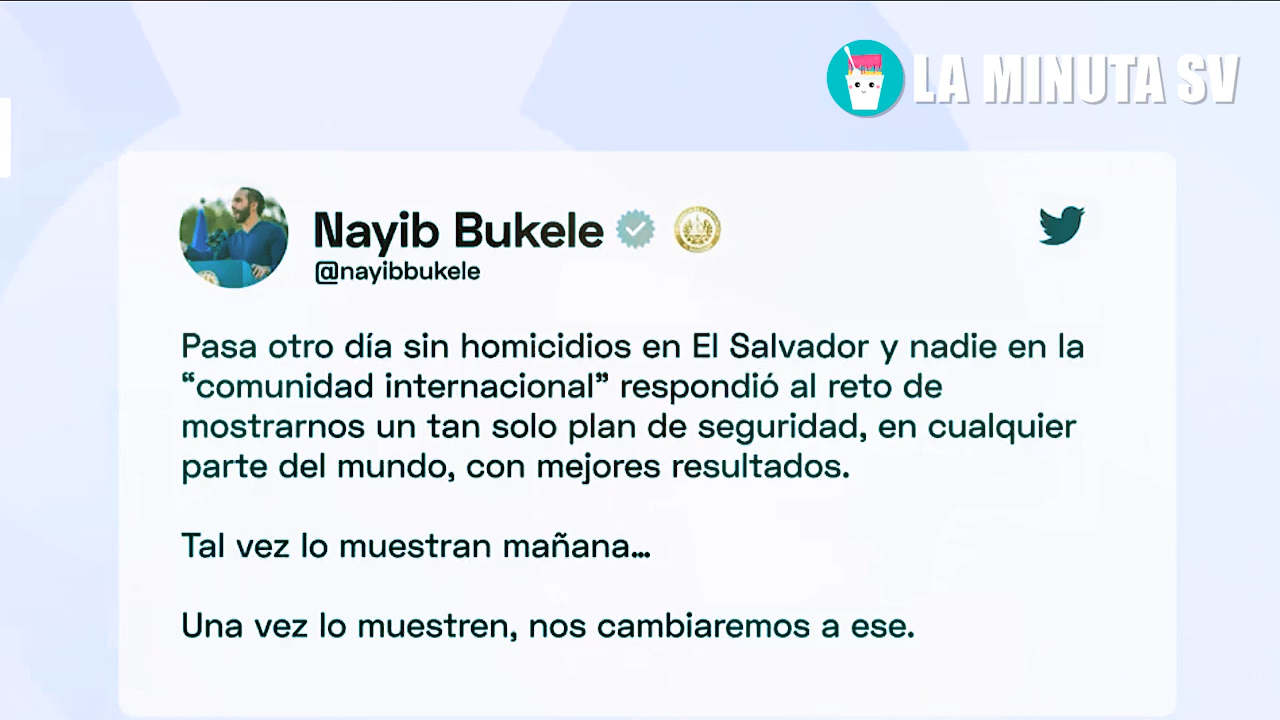 LA MINUTA SV
Nayib Bukele
@nayibbukele
Pasa otro día sin homicidios en El Salvador y nadie en la
“comunidad internacional” respondió al reto de
mostrarnos un tan solo plan de seguridad, en cualquier
parte del mundo, con mejores resultados.
Tal vez lo muestran mañana...
Una vez lo muestren, nos cambiaremos a ese.